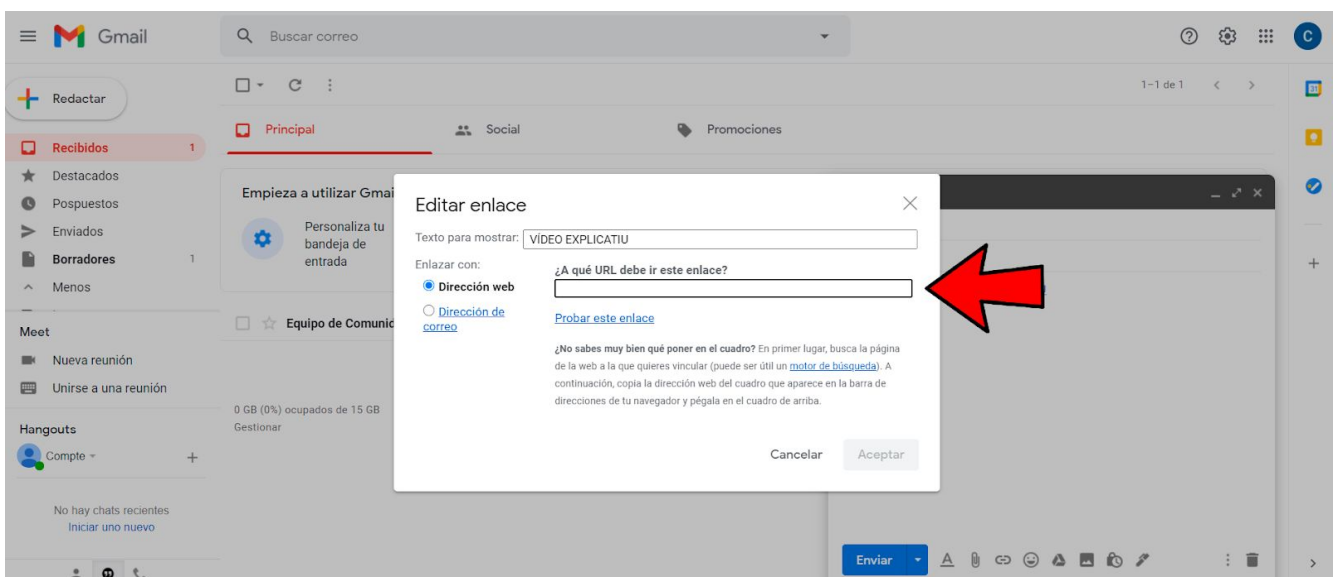 Gmail
Buscar correo
C
Redactar
1–1 de 1
31
Principal
Social
Promociones
Recibidos 1
Destacados
Pospuestos
Enviados
Borradores 1
Menos
Empieza a utilizar Gmai
Personaliza tu
bandeja de
entrada
Editar enlace
Texto para mostrar: VÍDEO EXPLICATIU
Enlazar con:
¿A qué URL debe ir este enlace?
Dirección web
Dirección de
correo
Probar este enlace
¿No sabes muy bien qué poner en el cuadro? En primer lugar, busca la página
de la web a la que quieres vincular (puede ser útil un motor de búsqueda). A
continuación, copia la dirección web del cuadro que aparece en la barra de
direcciones de tu navegador y pégala en el cuadro de arriba.
Cancelar
Aceptar
Equipo de Comunic
Meet
Nueva reunión
Unirse a una reunión
0 GB (0%) ocupados de 15 GB
Gestionar
Hangouts
Compte
No hay chats recientes
Iniciar uno nuevo
Enviar